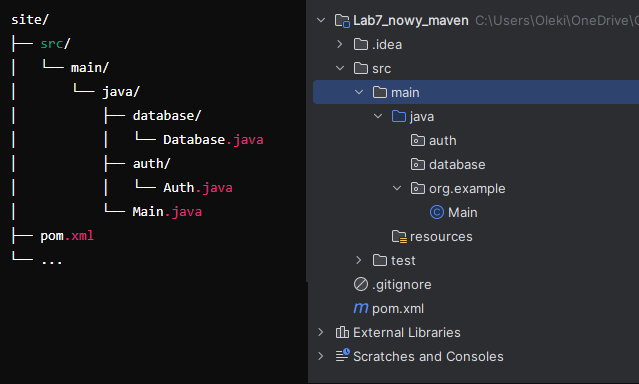 site/
├── src/
│   └── main/
│       └── java/
│           ├── database/
│           │   └── Database.java
│           ├── auth/
│           │   └── Auth.java
│           └── Main.java
├── pom.xml
└── ...
Lab7_nowy_maven C:\Users\Oleki\OneDrive\
.idea
src
main
java
auth
database
org.example
Main
resources
test
.gitignore
pom.xml
External Libraries
Scratches and Consoles